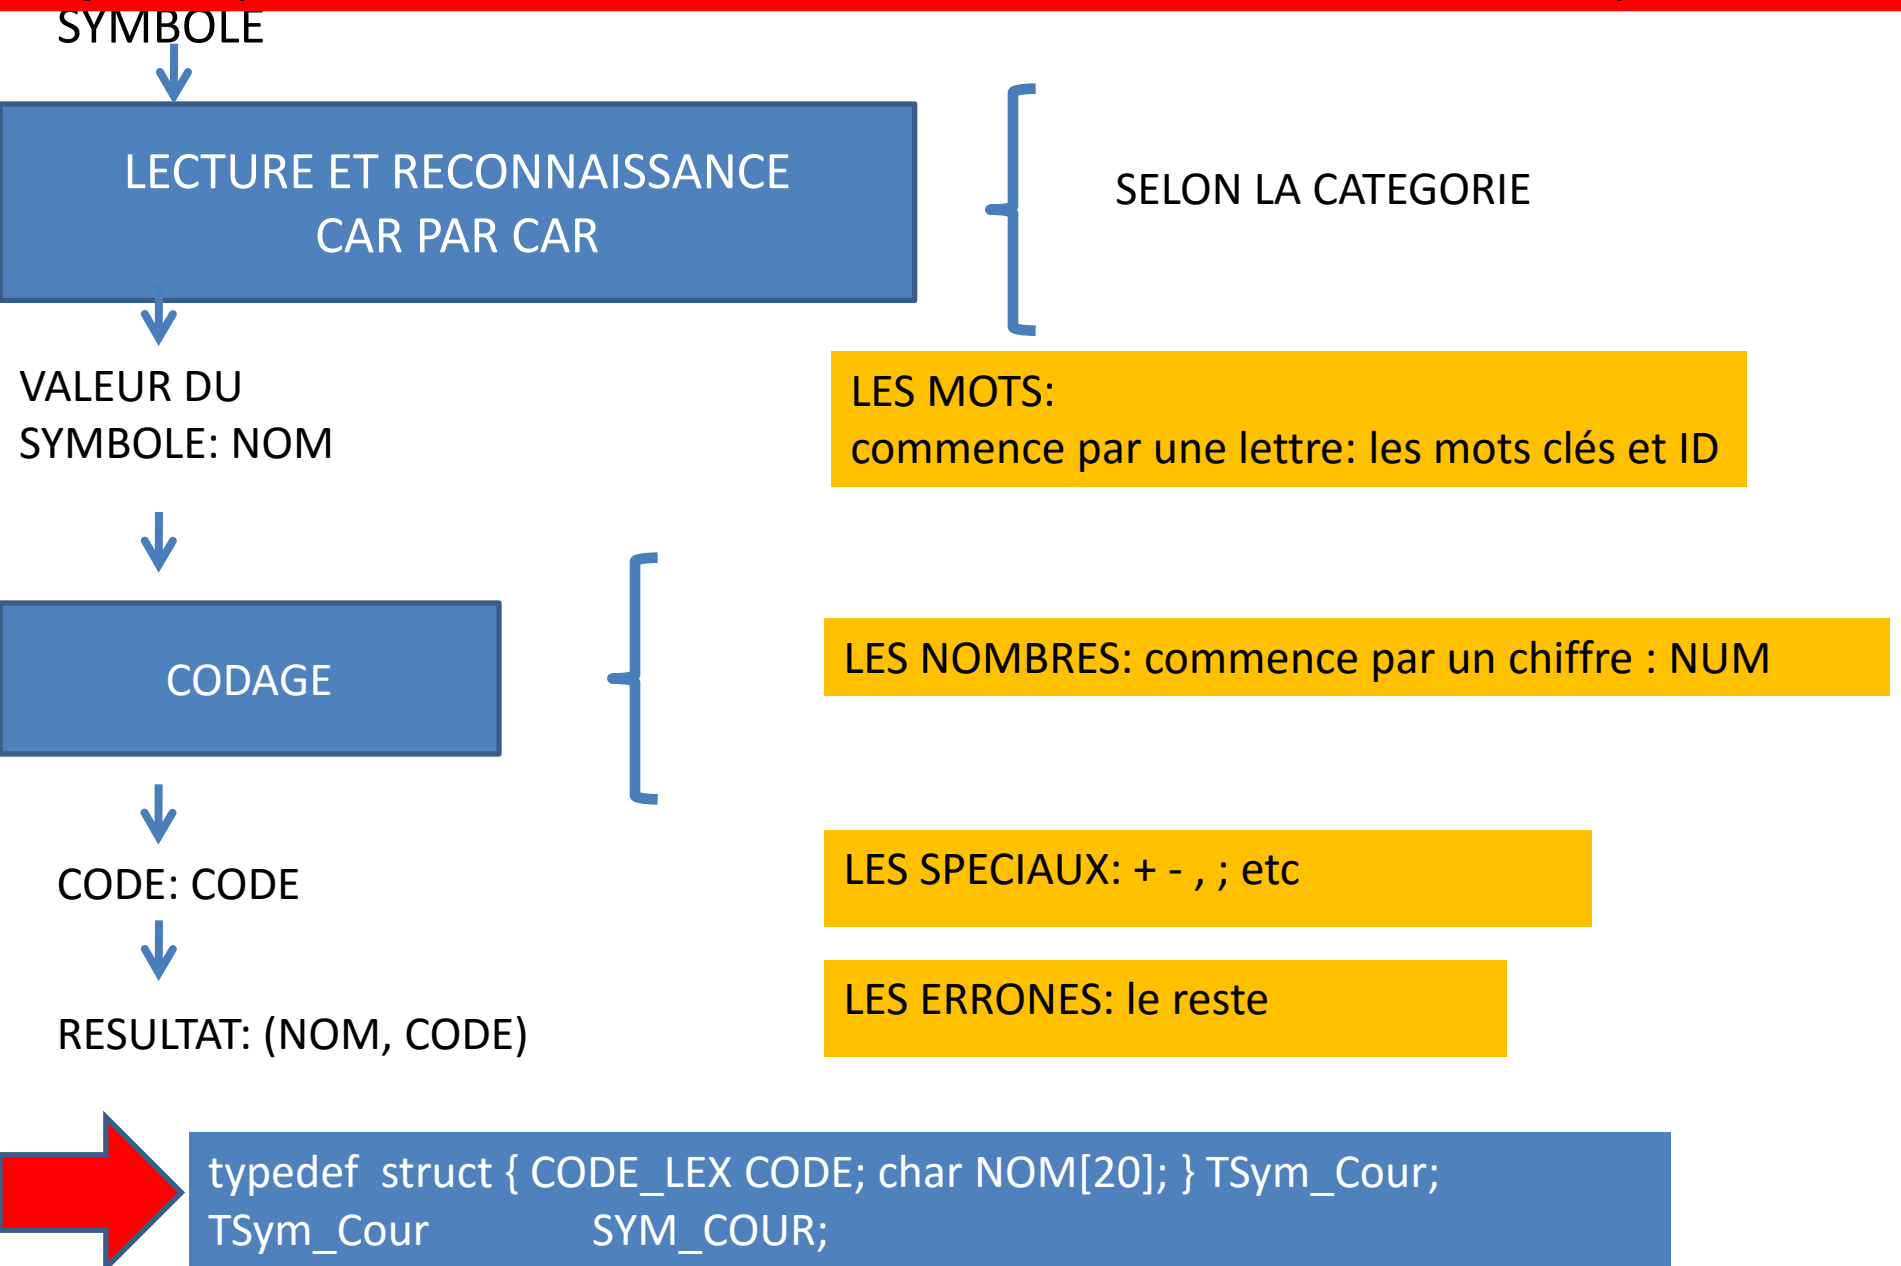 SYMBOLE
LECTURE ET RECONNAISSANCE
CAR PAR CAR
SELON LA CATEGORIE
VALEUR DU
SYMBOLE: NOM
LES MOTS:
commence par une lettre: les mots clés et ID
CODAGE
LES NOMBRES: commence par un chiffre : NUM
CODE: CODE
LES SPECIAUX: + - , ; etc
LES ERRONES: le reste
RESULTAT: (NOM, CODE)
typedef struct { CODE_LEX CODE; char NOM[20]; } TSym_Cour;
TSym_Cour SYM_COUR;